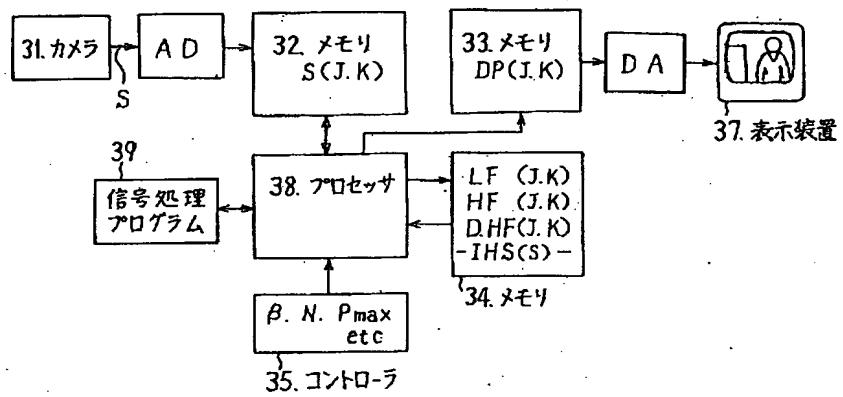 31.カメラ
S
AD
32.メモリ
S(J.K)
33.メモリ
DP(J.K)
DA
37.表示装置
39
信号処理
プログラム
38.プロセッサ
LF (J.K)
HF (J.K)
D.HF(J.K)
-IHS(S)-
34.メモリ
β. N. Pmax
etc
35.コントローラ